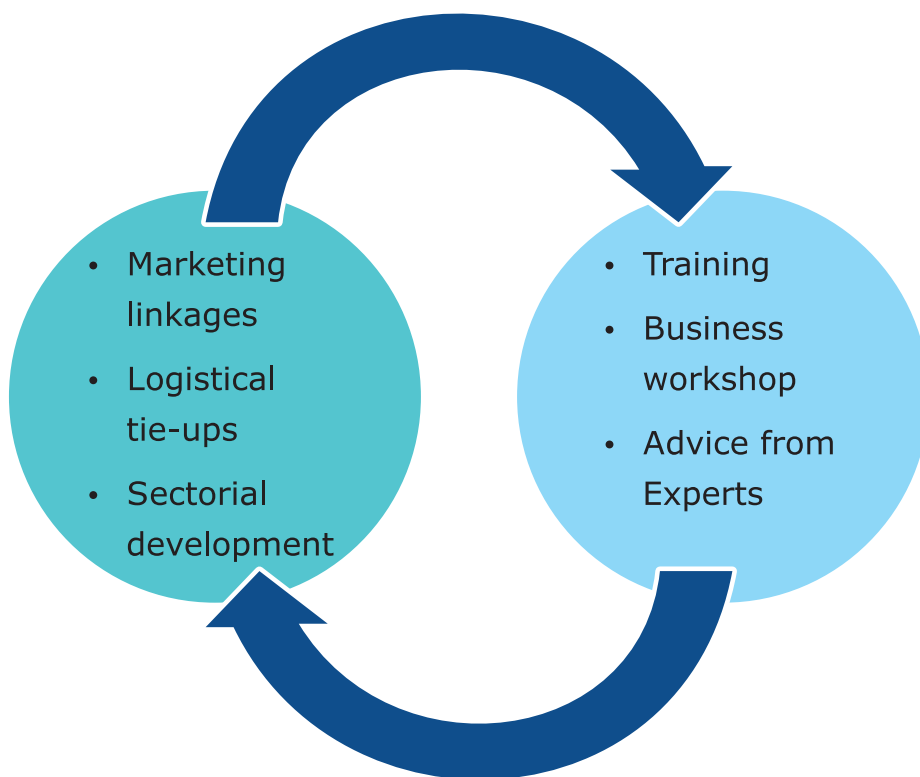 • Marketing
linkages
• Logistical
tie-ups
• Sectorial
development
• Training
• Business
workshop
• Advice from
Experts